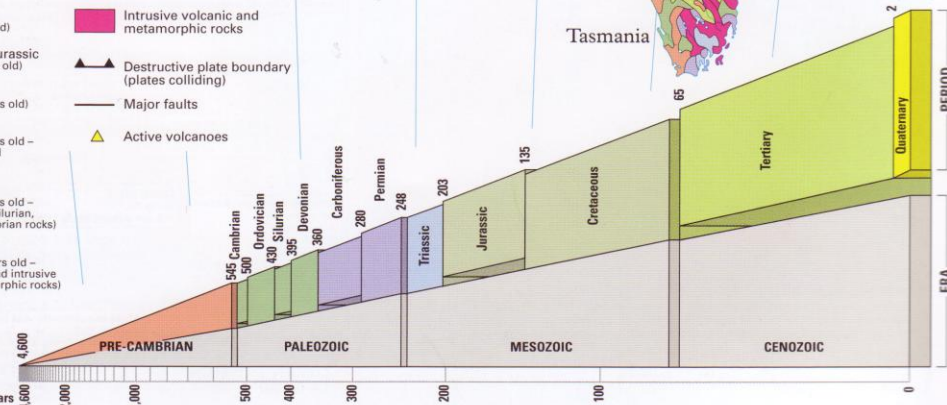 d)
urassic
old)
s old)
s old –
s old –
ilurian,
brian rocks)
rs old –
d intrusive
orphic rocks)
Intrusive volcanic and
metamorphic rocks
Destructive plate boundary
(plates colliding)
Major faults
Active volcanoes
Tasmania
4,600
545
Cambrian
500
Ordovician
430
Silurian
395
Devonian
360
Carboniferous
280
Permian
248
Triassic
203
Jurassic
135
Cretaceous
65
Tertiary
2
Quaternary
PERIOD
ERA
PRE-CAMBRIAN
PALEOZOIC
MESOZOIC
CENOZOIC
ars
,600
,000
,000
500
400
300
200
100
0